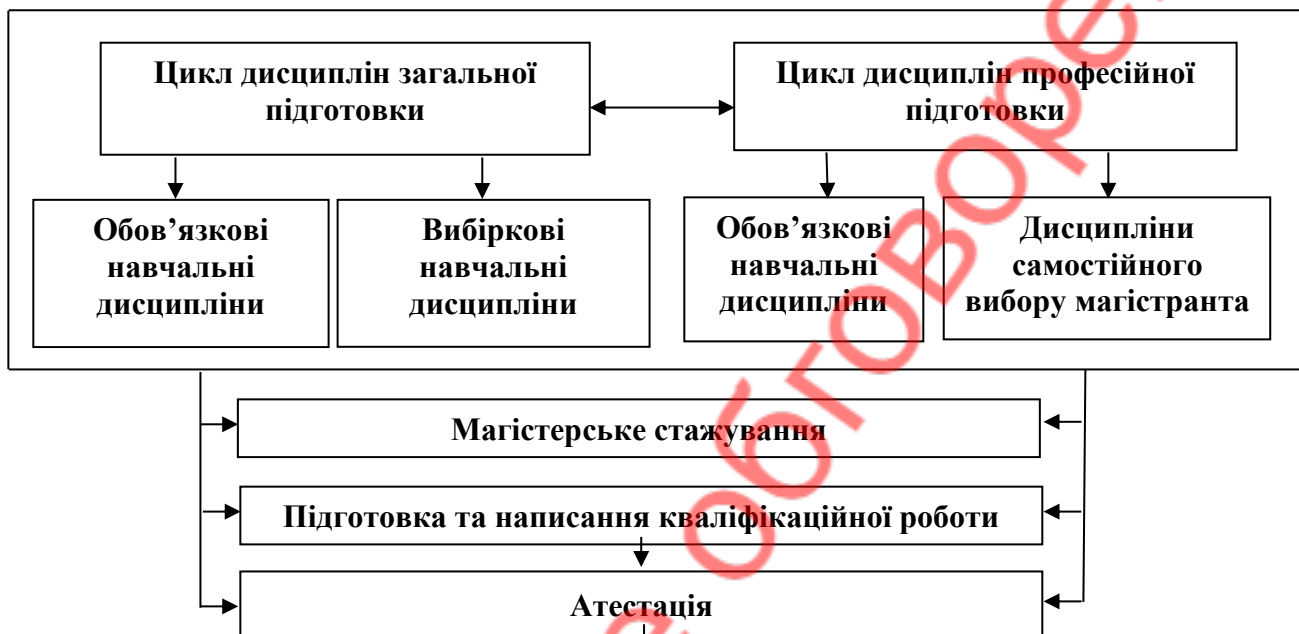 Цикл дисциплін загальної
підготовки
Цикл дисциплін професійної
підготовки
Обов’язкові
навчальні
дисципліни
Вибіркові
навчальні
дисципліни
Обов’язкові
навчальні
дисципліни
Дисципліни
самостійного
вибору магістранта
Магістерське стажування
Підготовка та написання кваліфікаційної роботи
Атестація